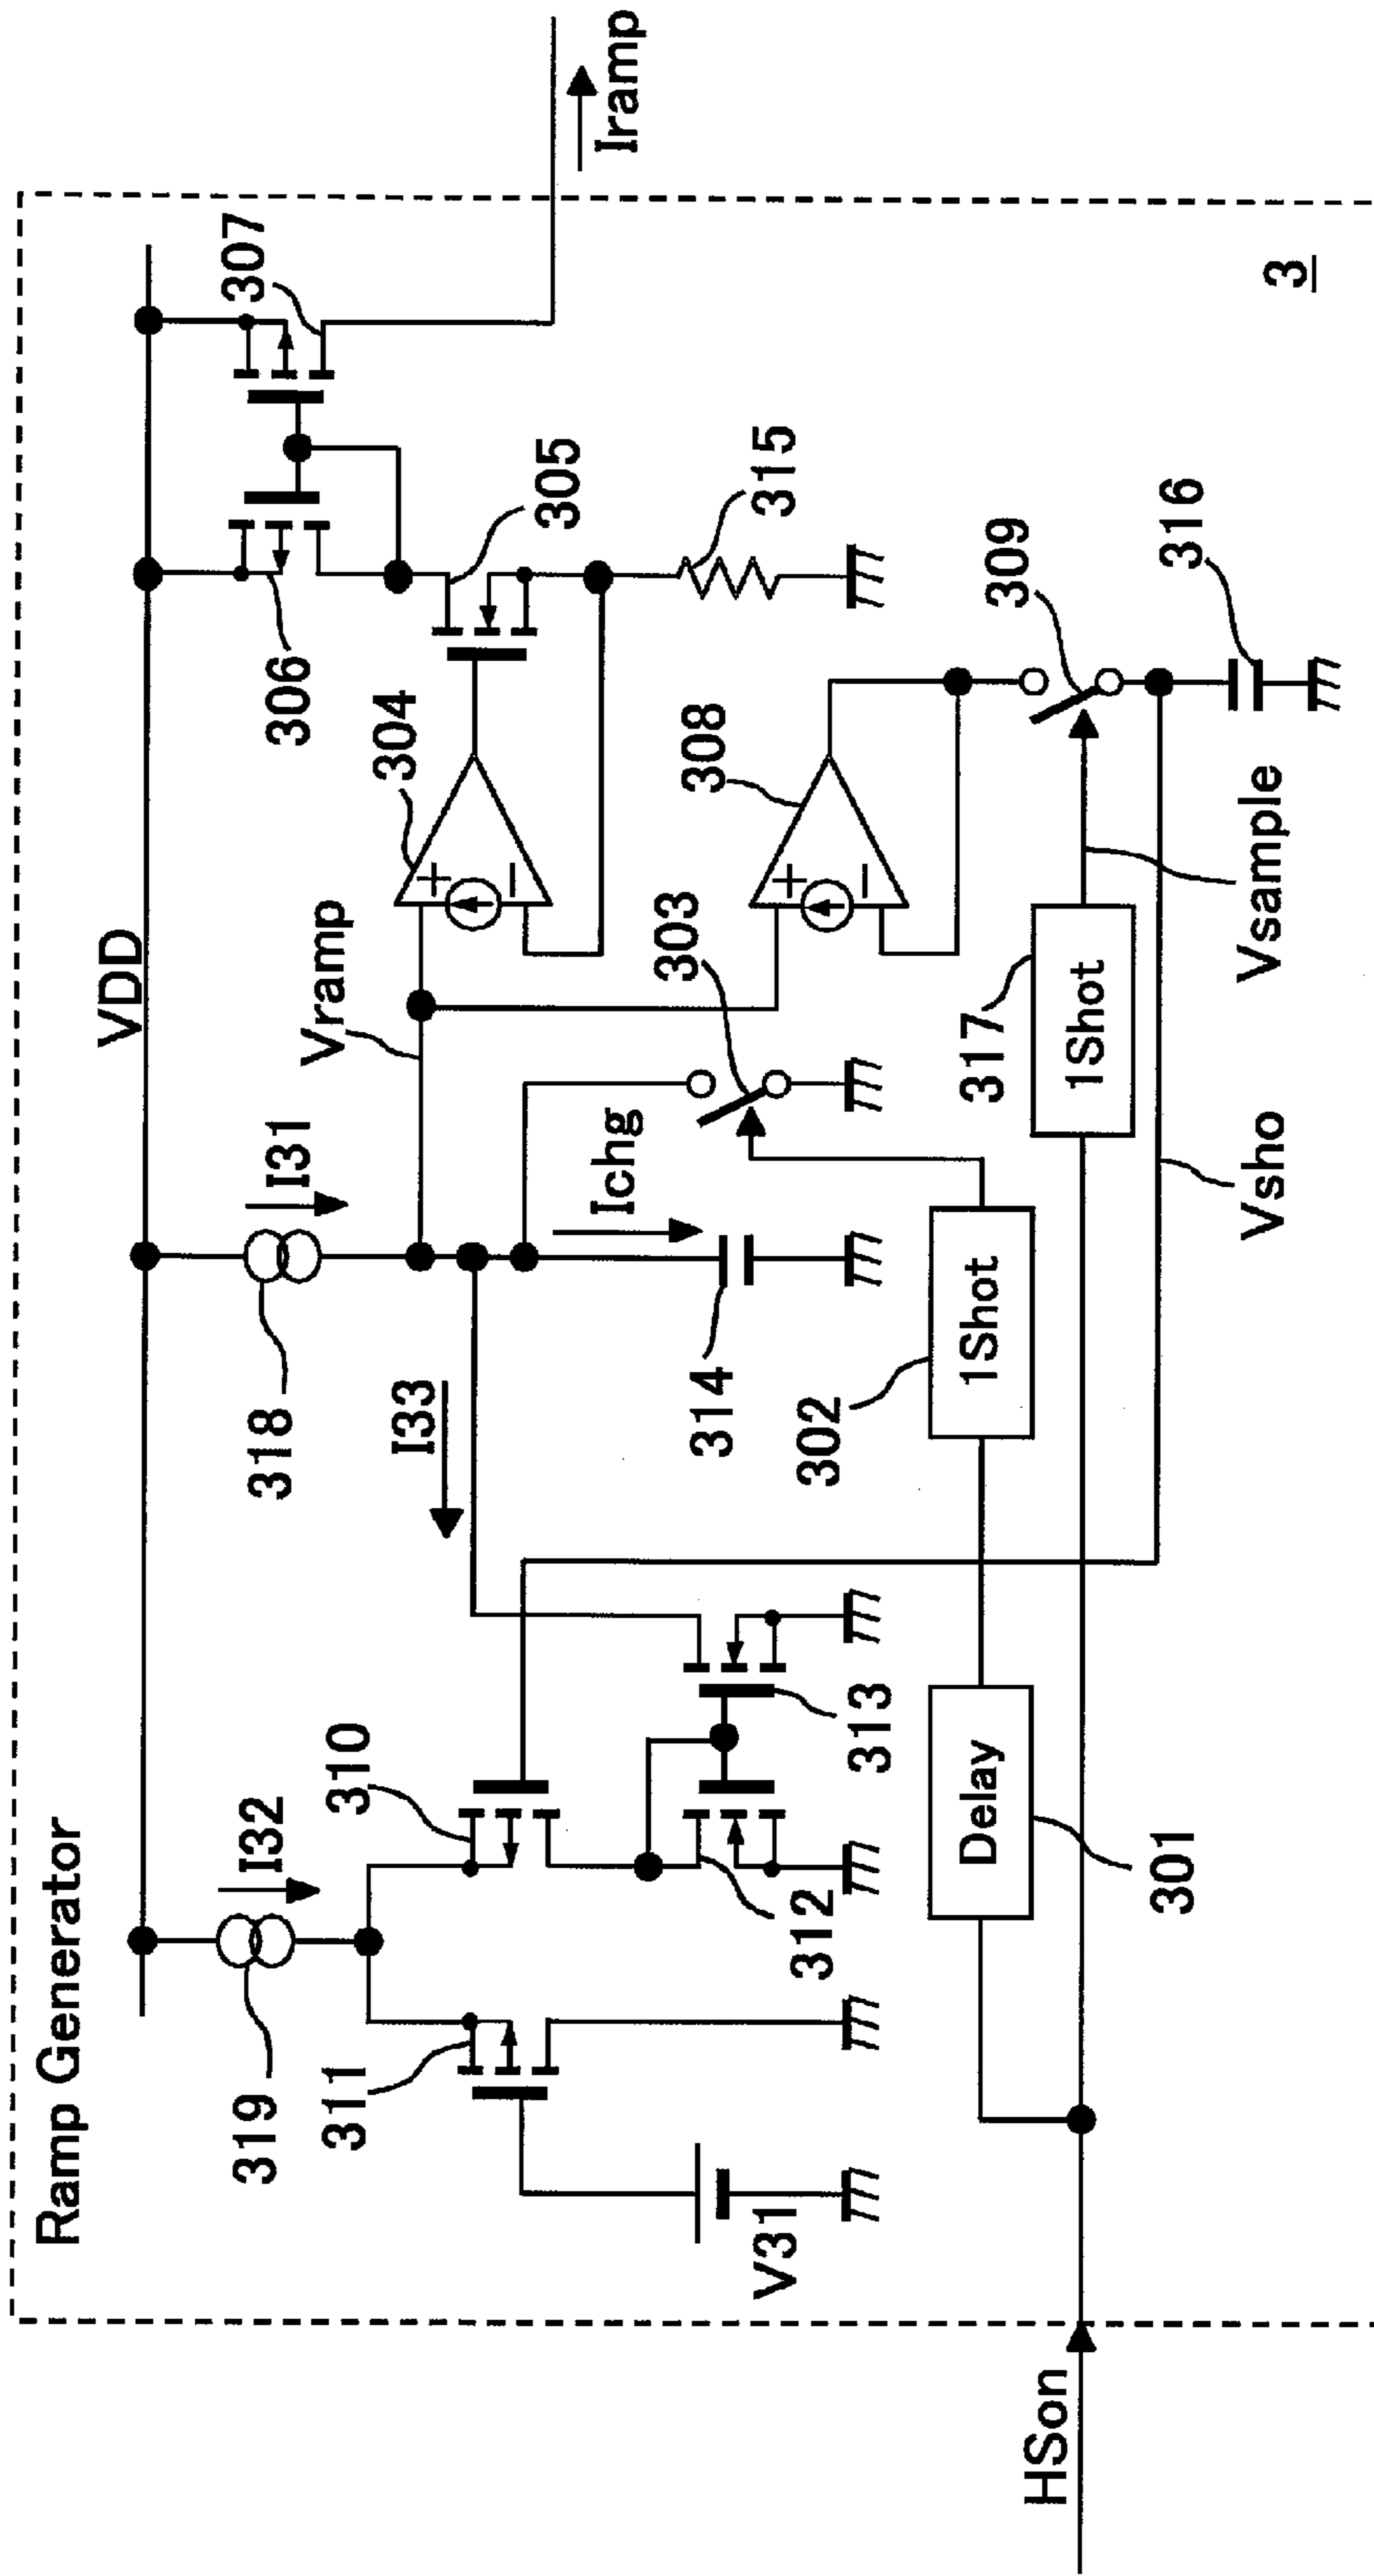 Ramp Generator
VDD
I32
I31
319
311
310
318
I33
Vramp
Ichg
304
306
307
305
Iramp
315
303
308
309
316
V31
312
313
314
302
317
Delay
1Shot
1Shot
301
Vsho
Vsample
HSon
3